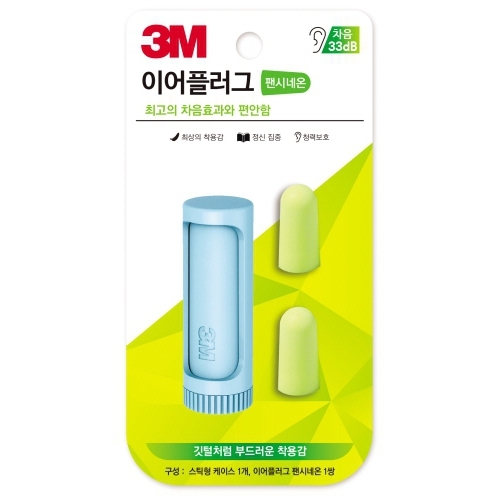 3M
차음
33dB
이어플러그 팬시네온
최고의 차음효과와 편안함
최상의 착용감 정신 집중 청력보호
3M
깃털처럼 부드러운 착용감
구성 : 스틱형 케이스 1개, 이어플러그 팬시네온 1쌍